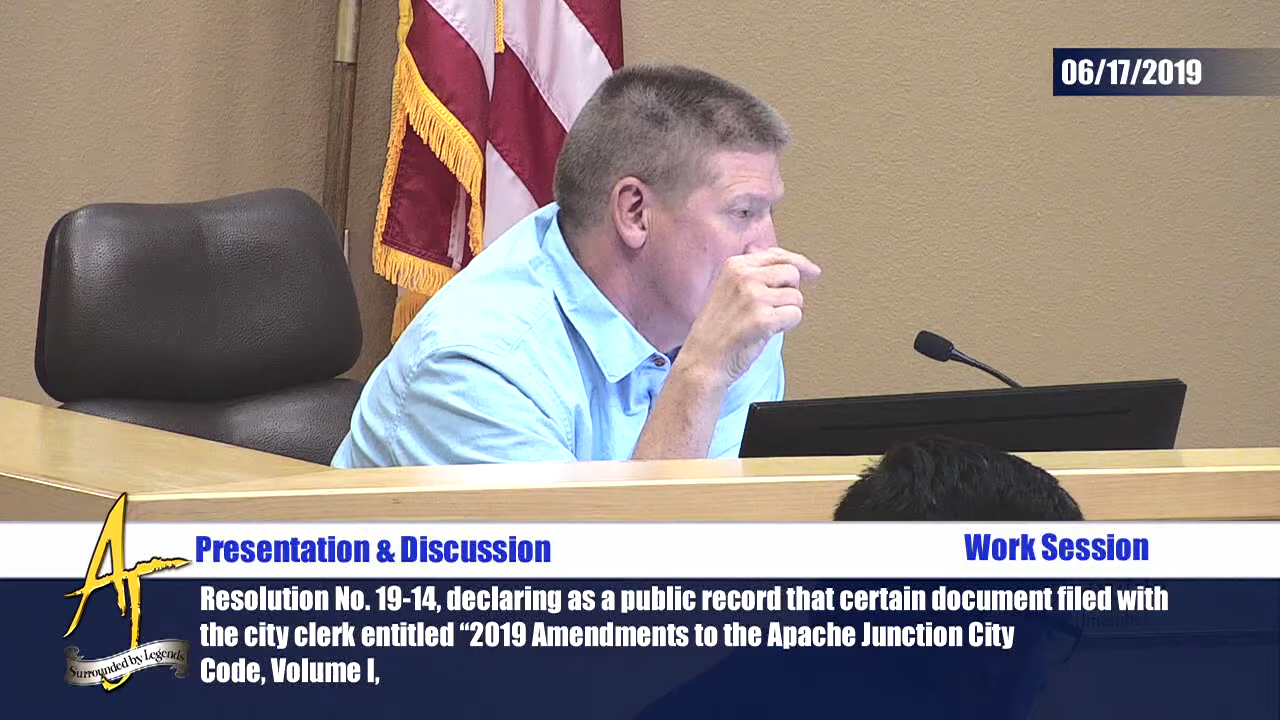 06/17/2019
Presentation & Discussion
Work Session
Resolution No. 19-14, declaring as a public record that certain document filed with
the city clerk entitled “2019 Amendments to the Apache Junction City
Code, Volume I,
AJ
Surrounded by Legends